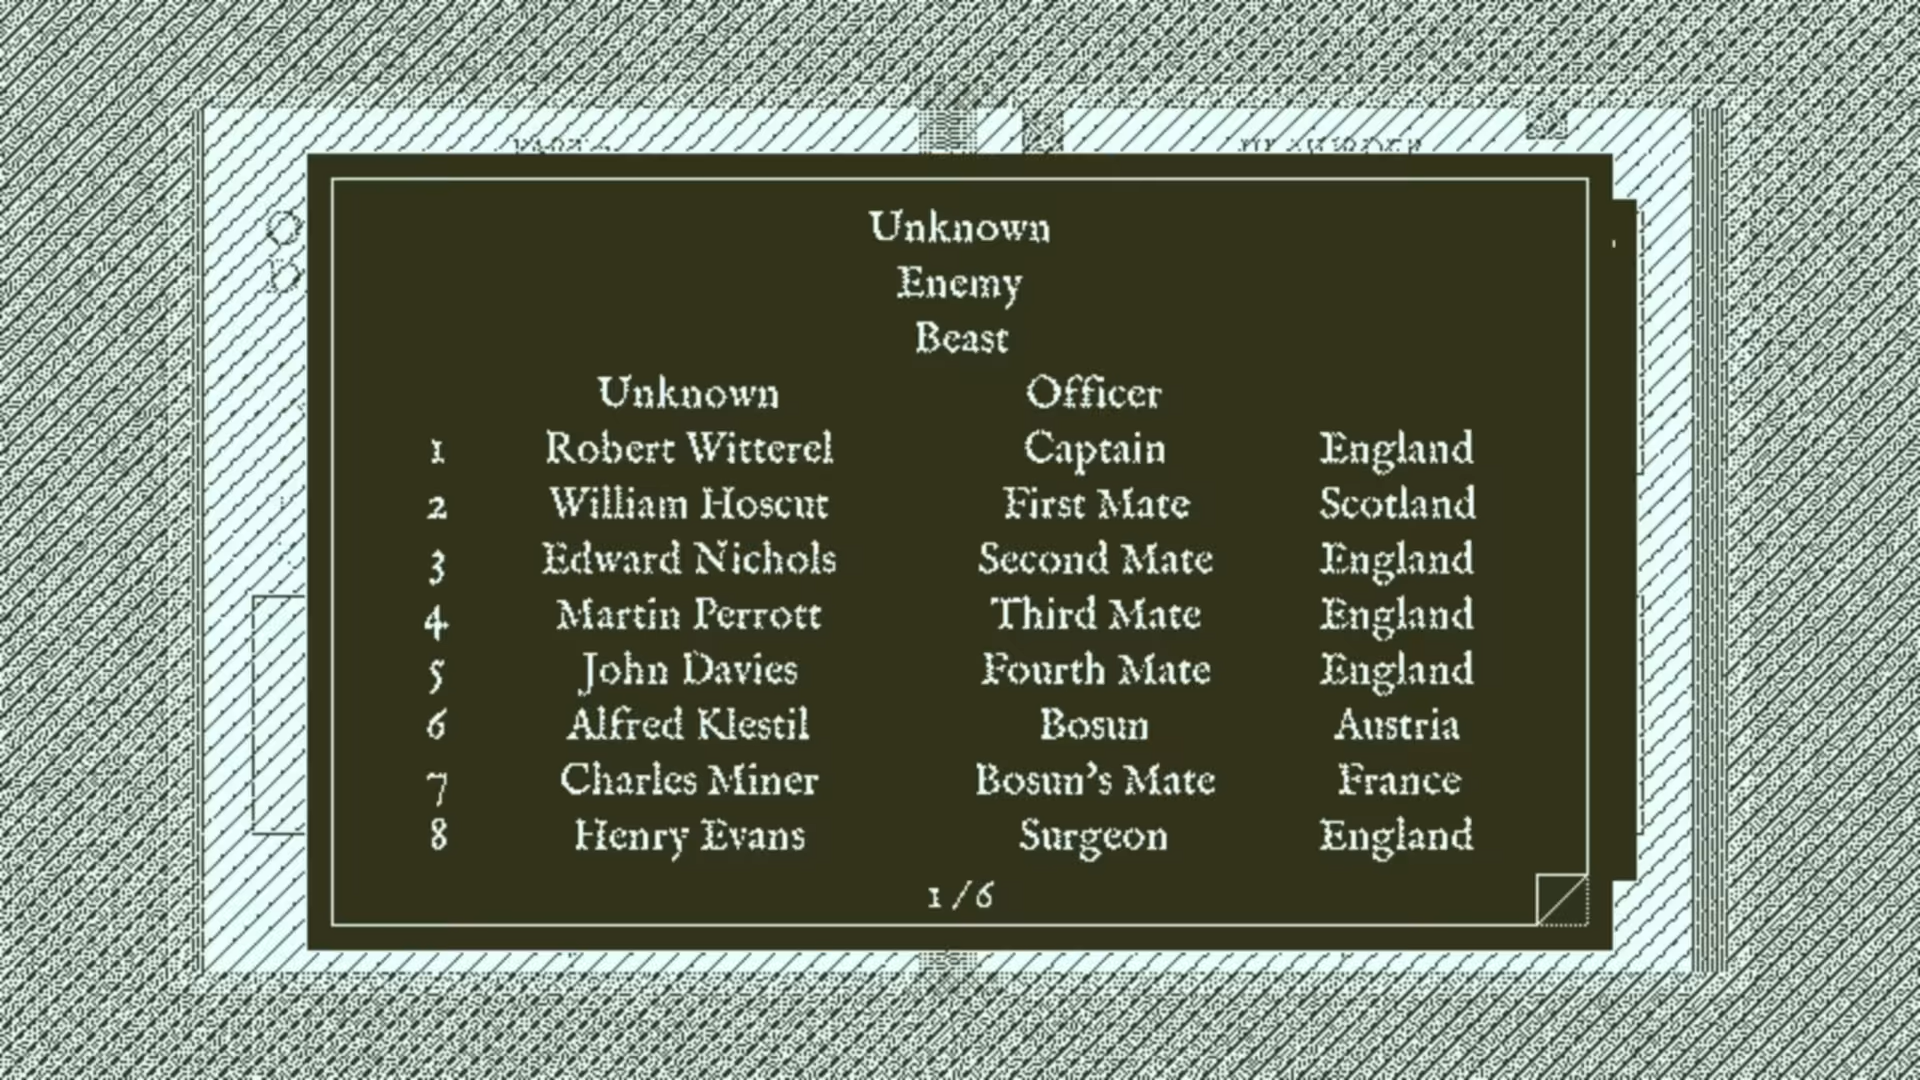 Unknown
Enemy
Beast
Unknown Officer
1 Robert Witterel Captain England
2 William Hoscut First Mate Scotland
3 Edward Nichols Second Mate England
4 Martin Perrott Third Mate England
5 John Davies Fourth Mate England
6 Alfred Klestil Bosun Austria
7 Charles Miner Bosun's Mate France
8 Henry Evans Surgeon England
1/6